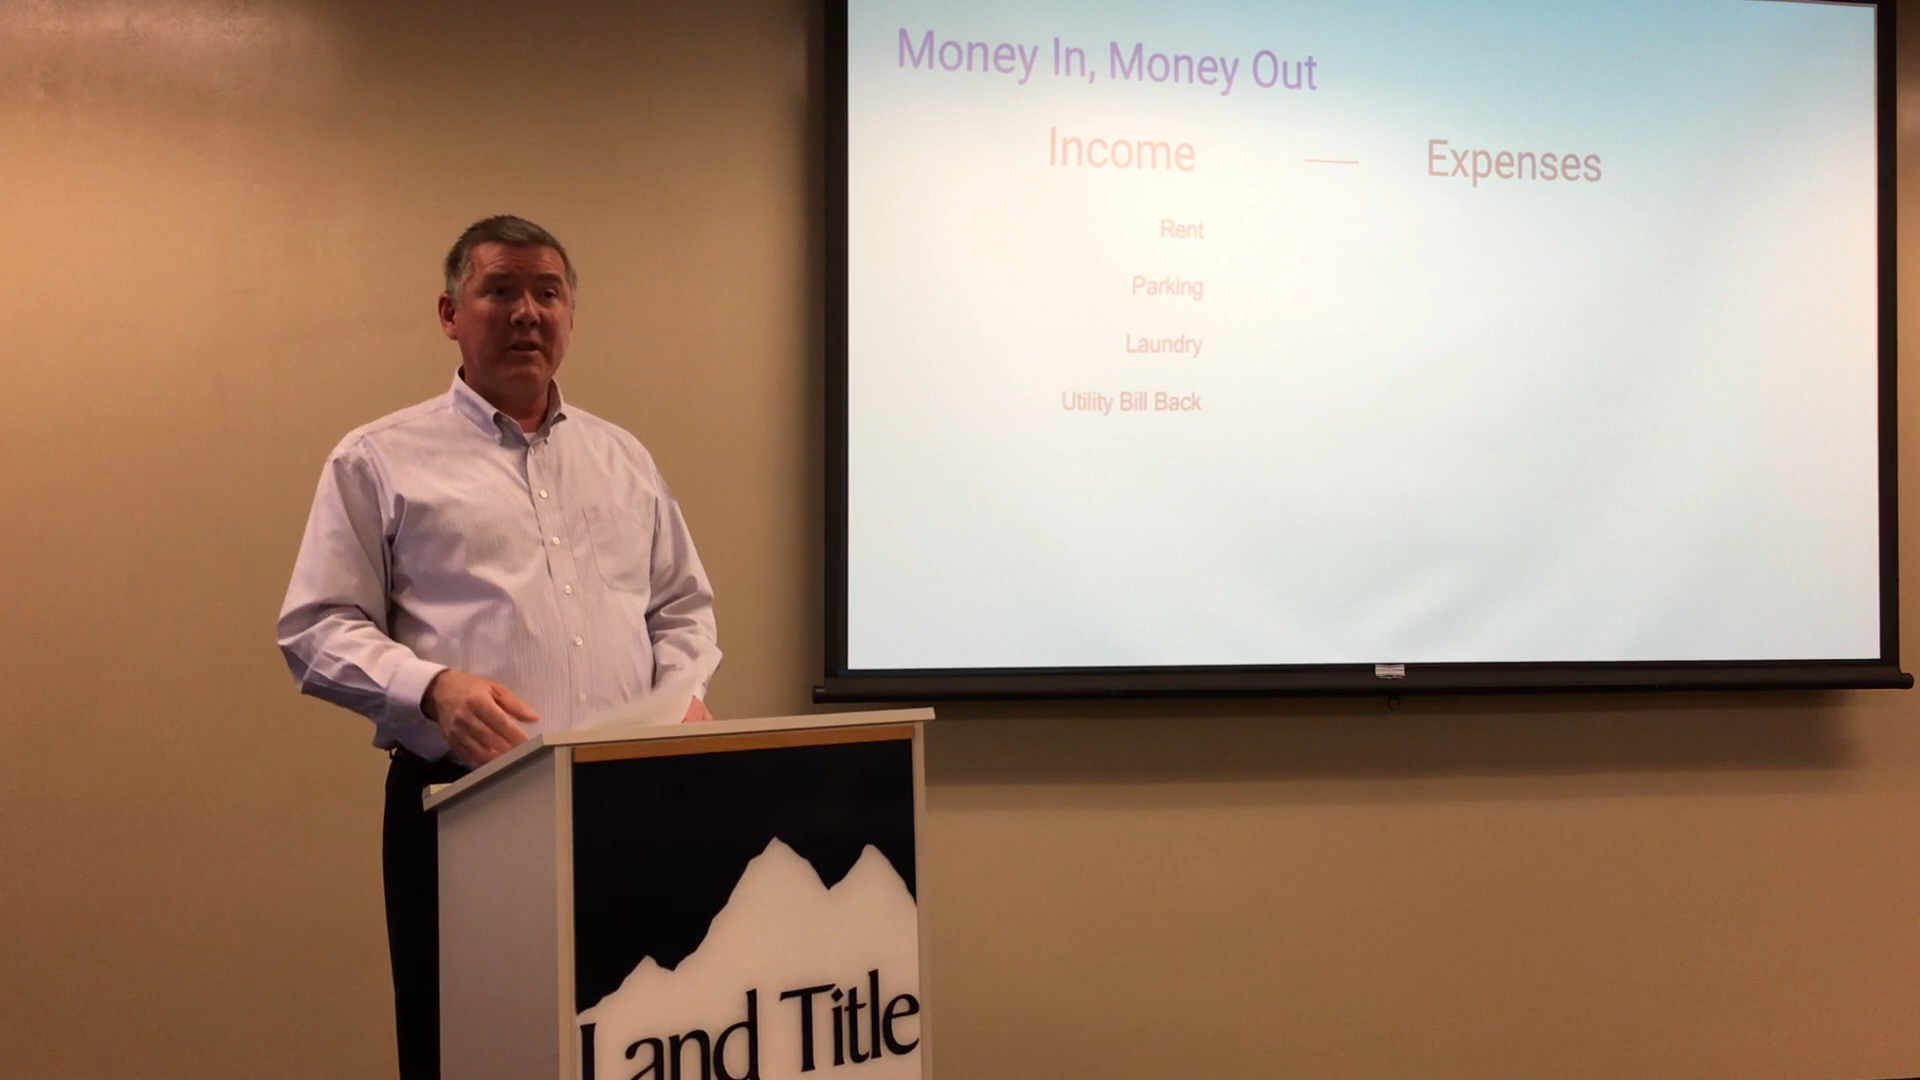 Money In, Money Out
Income — Expenses
Rent
Parking
Laundry
Utility Bill Back
Land Title